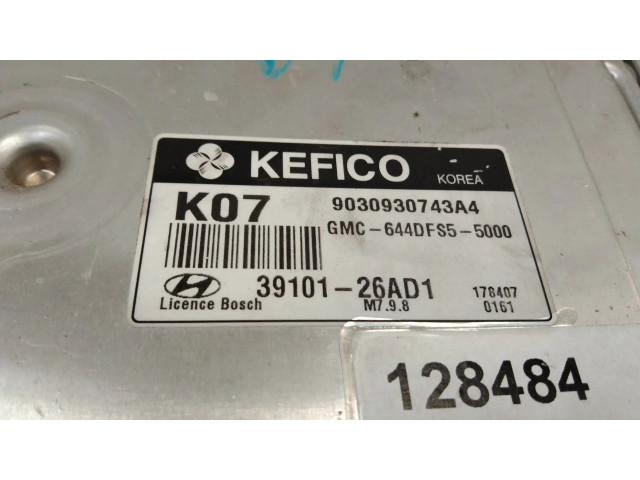 KEFICO
KOREA
K07
9030930743A4
GMC-644DFS5-5000
39101-26AD1
Licence Bosch
M7.9.8
178407
0161
128484